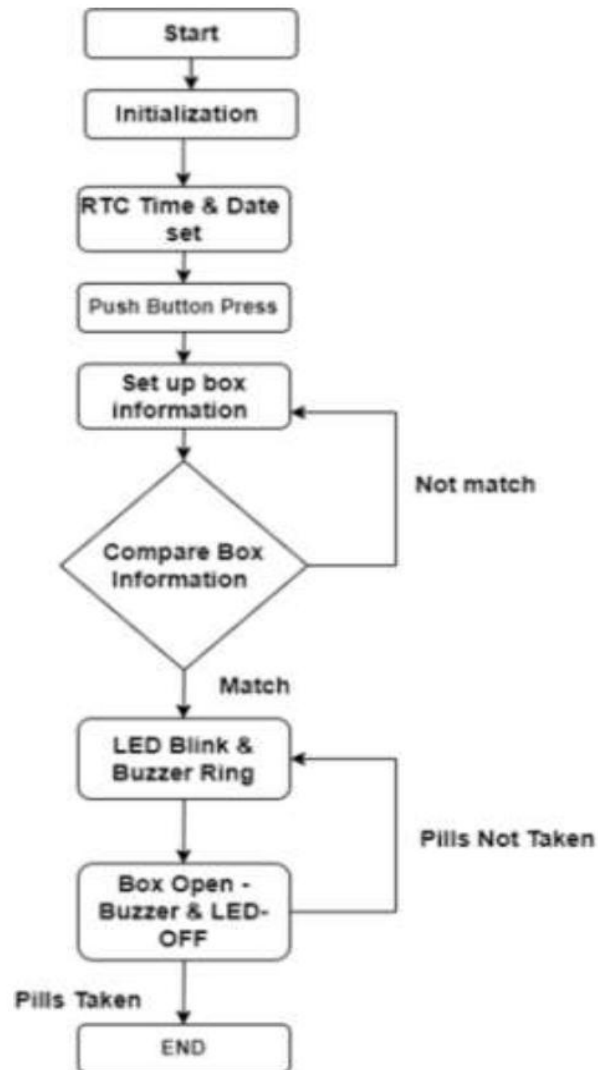 Start
Initialization
RTC Time & Date
set
Push Button Press
Set up box
information
Not match
Compare Box
Information
Match
LED Blink &
Buzzer Ring
Pills Not Taken
Box Open -
Buzzer & LED-
OFF
Pills Taken
END